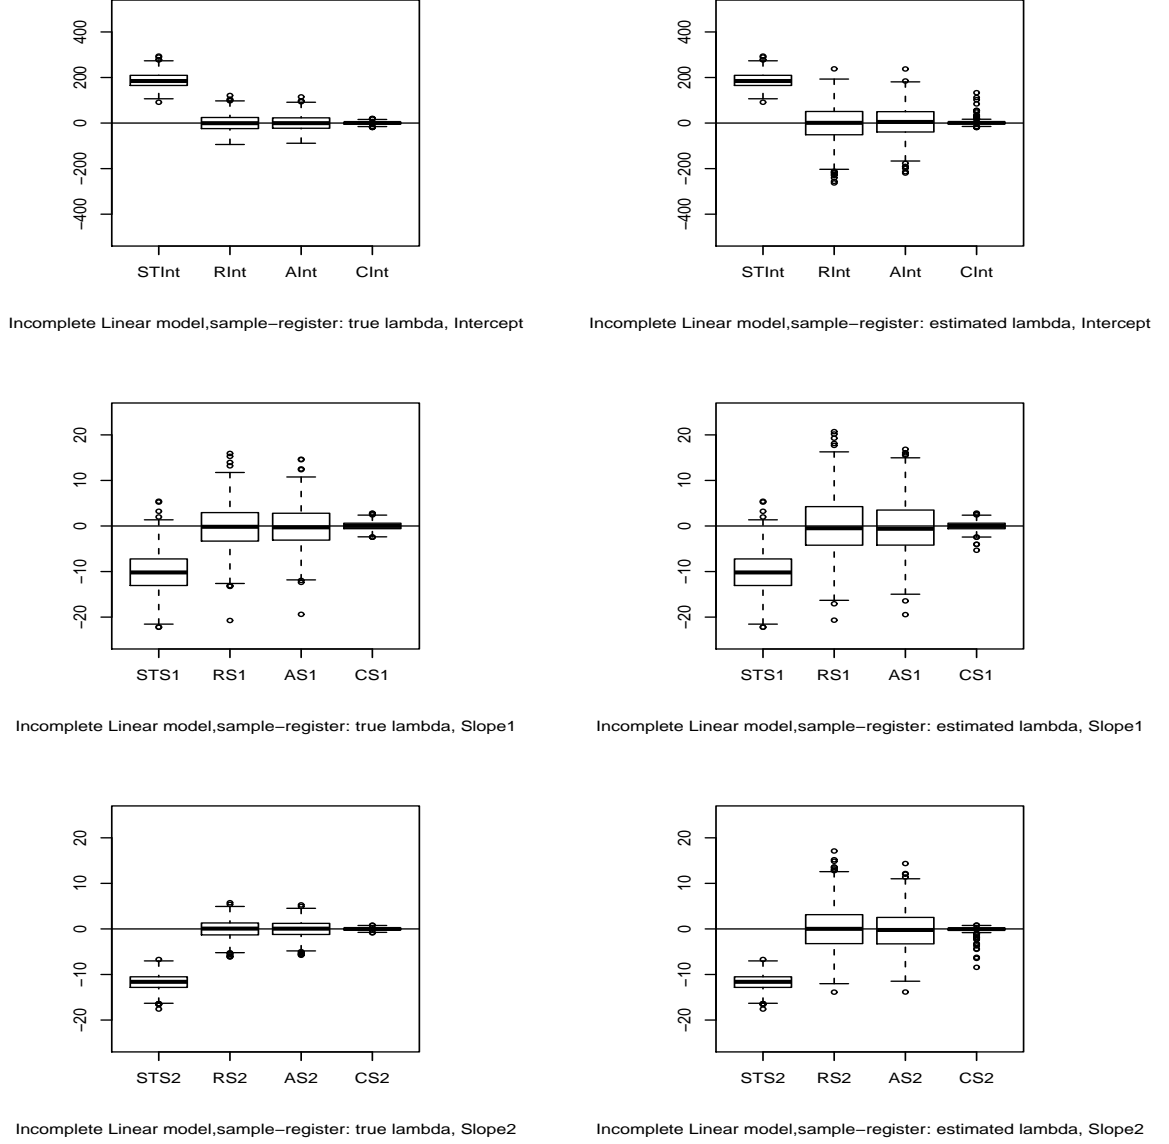 400
200
0
−200
−400
STInt RInt AInt CInt
Incomplete Linear model,sample−register: true lambda, Intercept
400
200
0
−200
−400
STInt RInt AInt CInt
Incomplete Linear model,sample−register: estimated lambda, Intercept
20
10
0
−10
−20
STS1 RS1 AS1 CS1
Incomplete Linear model,sample−register: true lambda, Slope1
20
10
0
−10
−20
STS1 RS1 AS1 CS1
Incomplete Linear model,sample−register: estimated lambda, Slope1
20
10
0
−10
−20
STS2 RS2 AS2 CS2
Incomplete Linear model,sample−register: true lambda, Slope2
20
10
0
−10
−20
STS2 RS2 AS2 CS2
Incomplete Linear model,sample−register: estimated lambda, Slope2